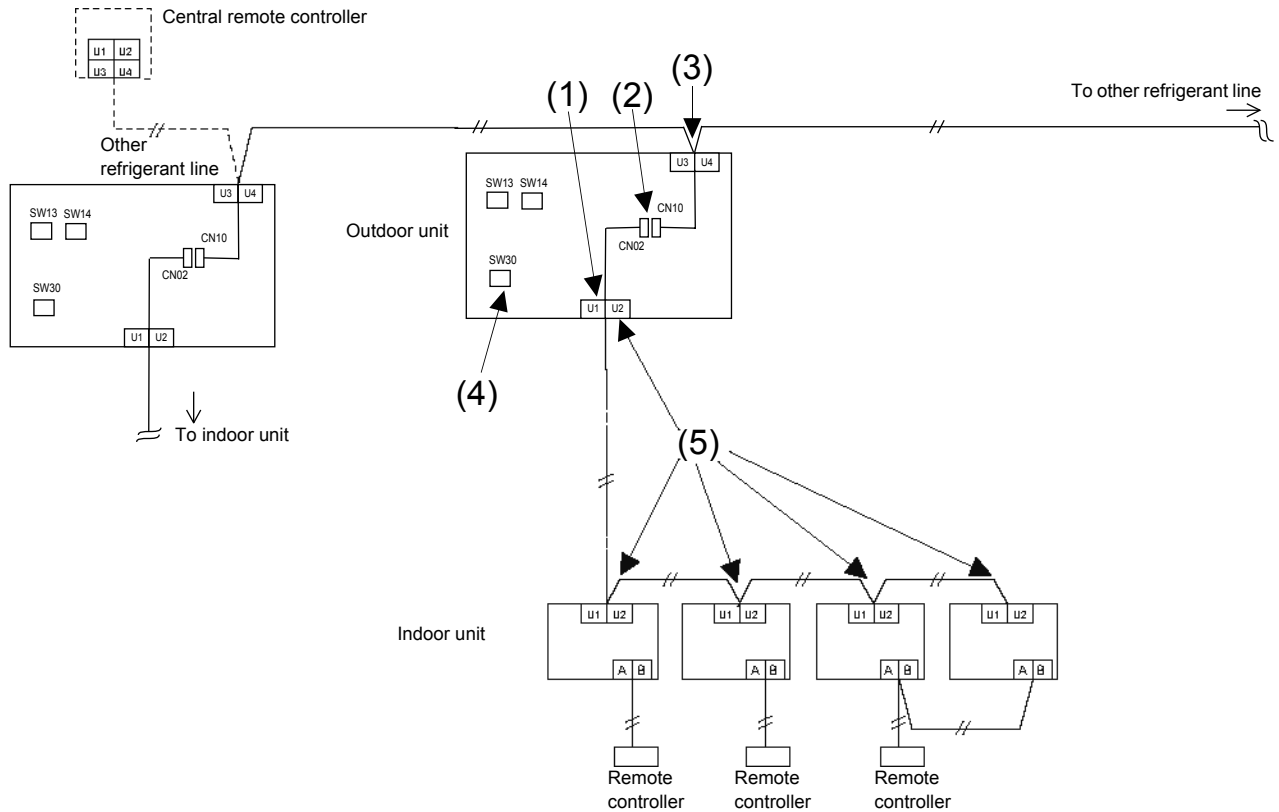 Central remote controller
U1 U2
U3 U4
(1) (2) (3)
To other refrigerant line
Other
refrigerant line
U3 U4
SW13 SW14
CN10
CN02
SW30
U1 U2
To indoor unit
Outdoor unit
U3 U4
SW13 SW14
CN10
CN02
SW30
U1 U2
(4)
(5)
Indoor unit
U1 U2
U1 U2
U1 U2
U1 U2
A B
A B
A B
A B
Remote
controller
Remote
controller
Remote
controller